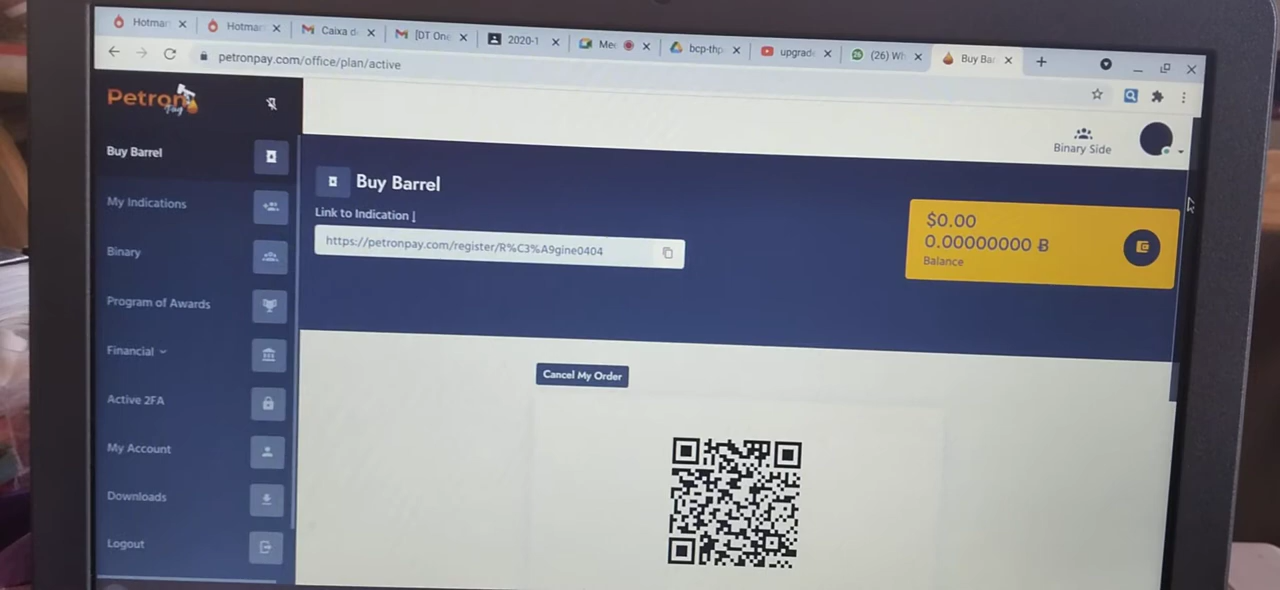 Hotmar
Hotmar
Caixa d
[DT One
2020-1
Mee
bcp-thp
upgrade
(26) Wh
Buy Bar
petronpay.com/office/plan/active
Petron
Pay
Binary Side
Buy Barrel
My Indications
Binary
Program of Awards
Financial
Active 2FA
My Account
Downloads
Logout
Buy Barrel
Link to Indication
https://petronpay.com/register/R%C3%A9gine0404
$0.00
0.00000000 Ƀ
Balance
Cancel My Order